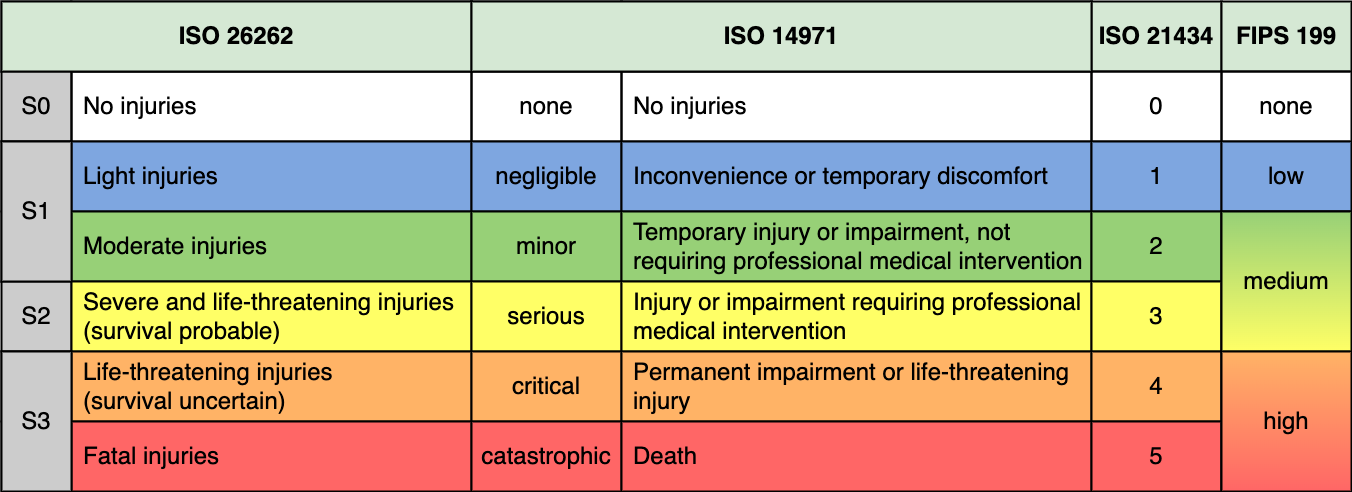 ISO 26262 ISO 14971 ISO 21434 FIPS 199
S0 No injuries none No injuries 0 none
S1 Light injuries negligible Inconvenience or temporary discomfort 1 low
Moderate injuries minor Temporary injury or impairment, not
requiring professional medical intervention 2 medium
S2 Severe and life-threatening injuries
(survival probable) serious Injury or impairment requiring professional
medical intervention 3
S3 Life-threatening injuries
(survival uncertain) critical Permanent impairment or life-threatening
injury 4 high
Fatal injuries catastrophic Death 5